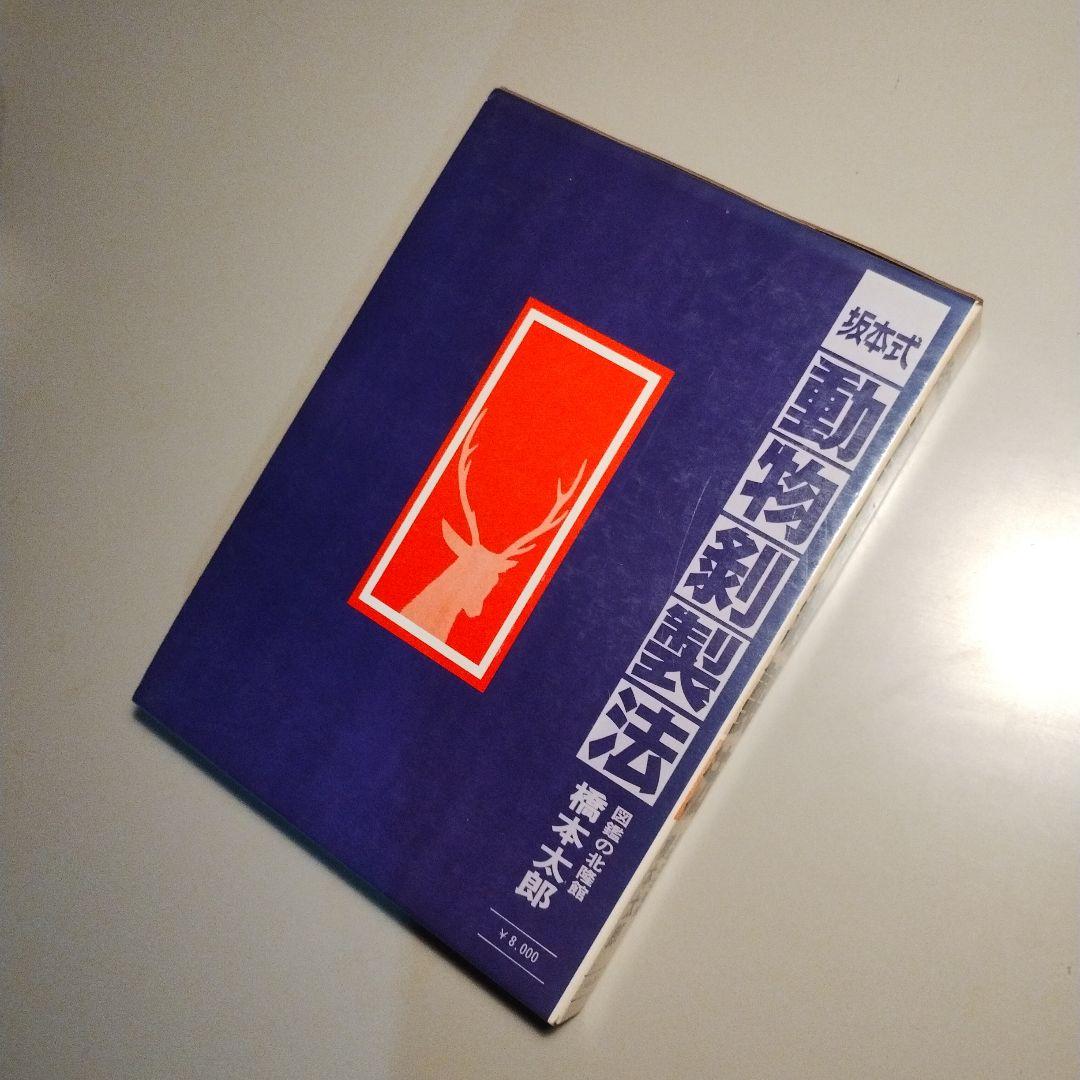 坂本式
動物剝製法
図鑑の北隆館
橋本太郎
¥8,000